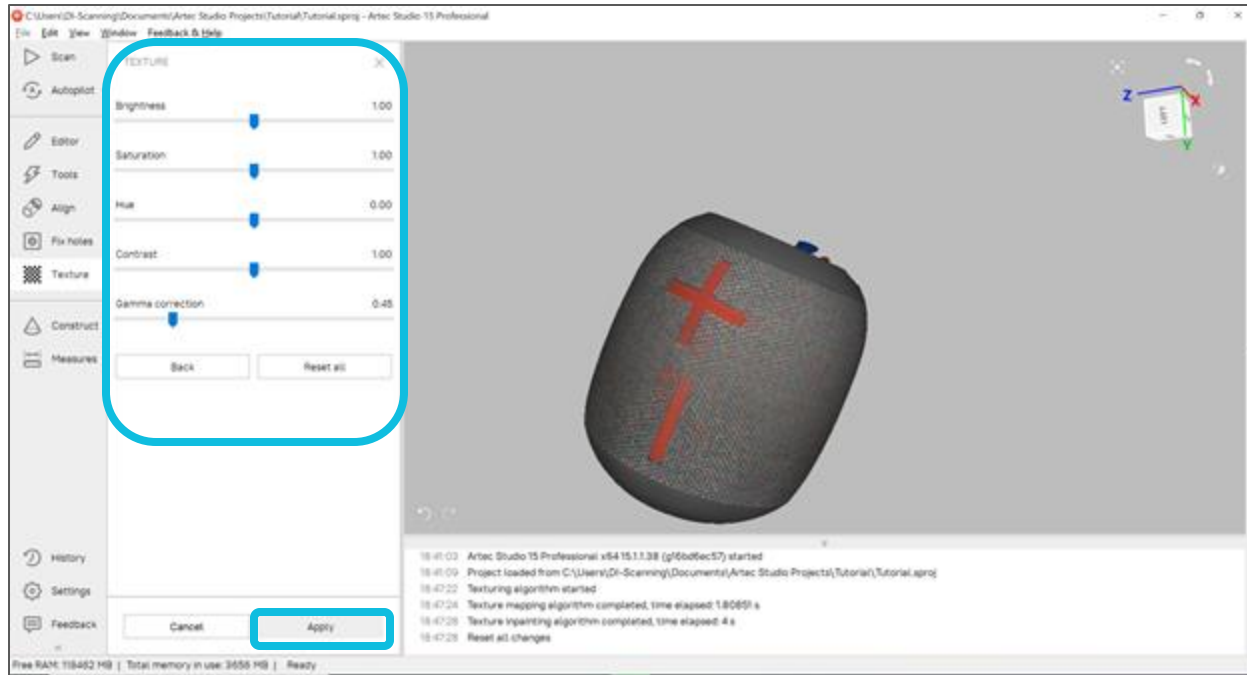 C:\Users\DI-Scanning\Documents\Artec Studio Projects\Tutorial\Tutorial.sproj - Artec Studio 15 Professional
File Edit View Window Feedback & Help
Scan
Autopilot
Editor
Tools
Align
Fix holes
Texture
Construct
Measures
History
Settings
Feedback
TEXTURE
Brightness 1.00
Saturation 1.00
Hue 0.00
Contrast 1.00
Gamma correction 0.45
Back Reset all
Cancel Apply
Z X
LEFT
Y
18:41:03 Artec Studio 15 Professional x64 15.1.1.38 (g16bd6ec57) started
18:41:09 Project loaded from C:\Users\DI-Scanning\Documents\Artec Studio Projects\Tutorial\Tutorial.sproj
18:47:22 Texturing algorithm started
18:47:24 Texture mapping algorithm completed, time elapsed: 1.80851 s
18:47:28 Texture inpainting algorithm completed, time elapsed: 4 s
18:47:28 Reset all changes
Free RAM: 118462 MB | Total memory in use: 3656 MB | Ready